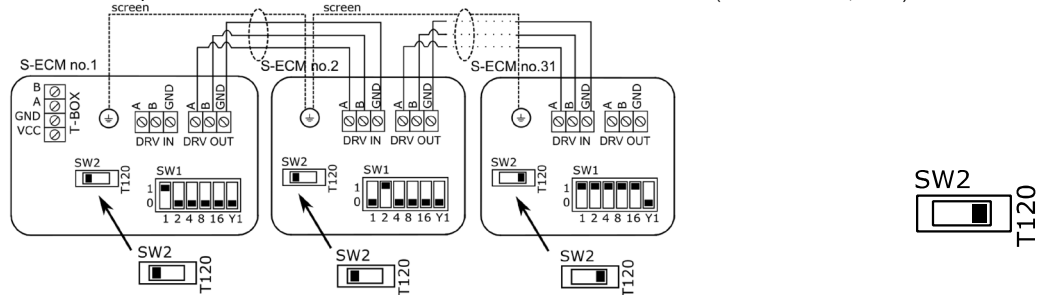 screen
screen
S-ECM no.1
S-ECM no.2
S-ECM no.31
B
A
GND
VCC
T-BOX
A B GND
A B GND
DRV IN DRV OUT
A B GND
A B GND
DRV IN DRV OUT
A B GND
A B GND
DRV IN DRV OUT
SW2
T120
SW1
1
0
1 2 4 8 16 Y1
SW2
T120
SW1
1
0
1 2 4 8 16 Y1
SW2
T120
SW1
1
0
1 2 4 8 16 Y1
SW2
T120
SW2
T120
SW2
T120
SW2
T120